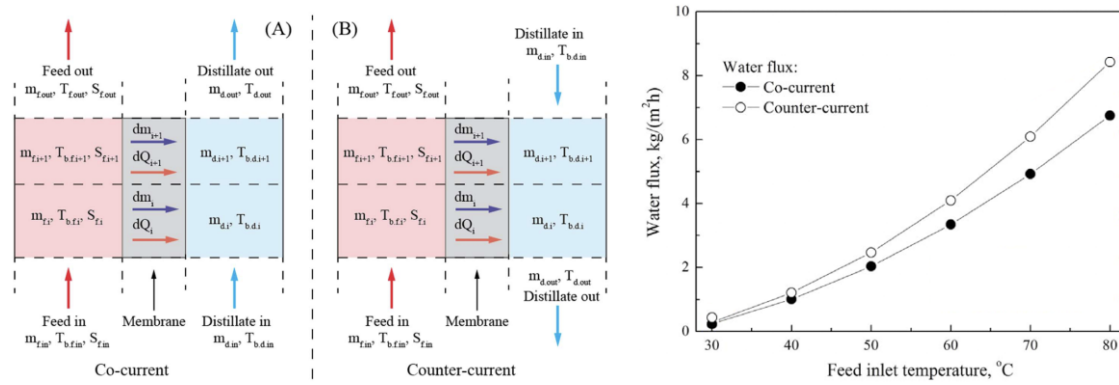 (A)
Feed out
m_f.out, T_f.out, S_f.out
Distillate out
m_d.out, T_d.out
dm_i+1
dQ_i+1
m_f.i+1, T_b.f.i+1, S_f.i+1
m_d.i+1, T_b.d.i+1
dm_i
dQ_i
m_f.i, T_b.f.i, S_f.i
m_d.i, T_b.d.i
Feed in
m_f.in, T_b.f.in, S_f.in
Membrane
Distillate in
m_d.in, T_b.d.in
Co-current
(B)
Feed out
m_f.out, T_f.out, S_f.out
Distillate in
m_d.in, T_b.d.in
dm_i+1
dQ_i+1
m_f.i+1, T_b.f.i+1, S_f.i+1
m_d.i+1, T_b.d.i+1
dm_i
dQ_i
m_f.i, T_b.f.i, S_f.i
m_d.i, T_b.d.i
m_d.out, T_d.out
Distillate out
Feed in
m_f.in, T_b.f.in, S_f.in
Membrane
Counter-current
Water flux, kg/(m²h)
10
8
6
4
2
0
Water flux:
Co-current
Counter-current
30 40 50 60 70 80
Feed inlet temperature, °C